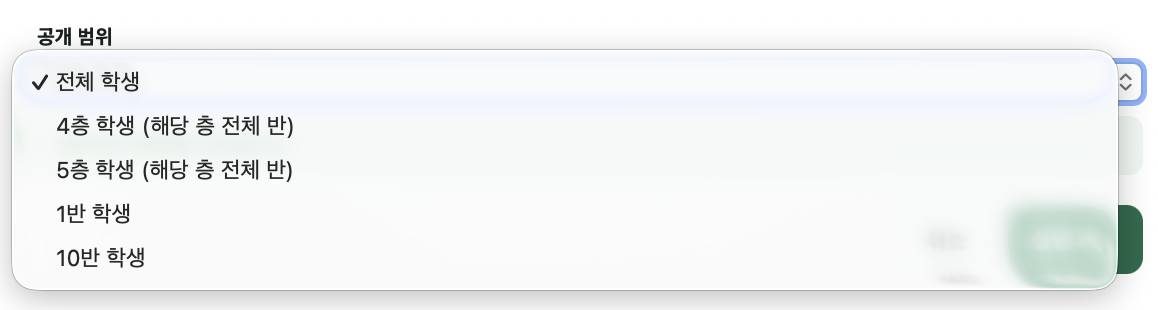 공개 범위
✓ 전체 학생
4층 학생 (해당 층 전체 반)
5층 학생 (해당 층 전체 반)
1반 학생
10반 학생